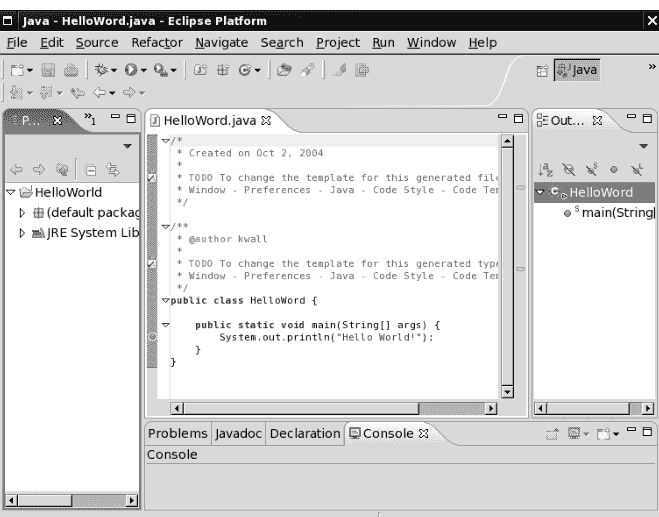 Java - HelloWord.java - Eclipse Platform
File Edit Source Refactor Navigate Search Project Run Window Help
Java
P...
1
HelloWord.java
Out...
/*
* Created on Oct 2, 2004
*
* TODO To change the template for this generated file
* Window - Preferences - Java - Code Style - Code Tem
*/
/**
* @author kwall
*
* TODO To change the template for this generated type
* Window - Preferences - Java - Code Style - Code Tem
*/
public class HelloWord {
public static void main(String[] args) {
System.out.println("Hello World!");
}
}
HelloWorld
(default packag
JRE System Lib
HelloWord
main(String
Problems Javadoc Declaration Console
Console